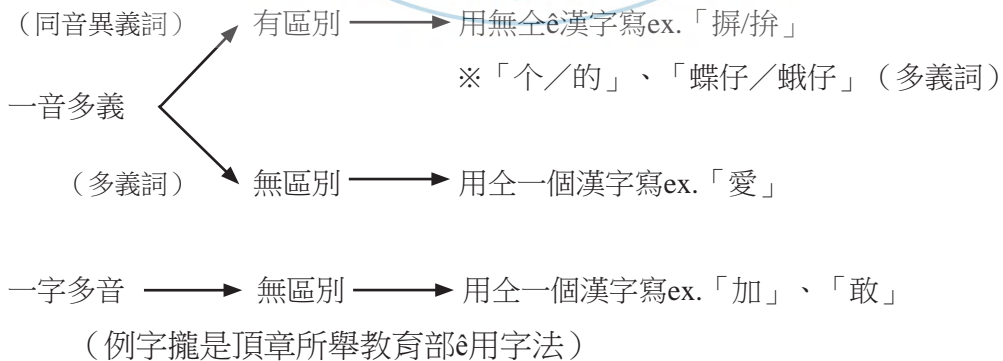 （同音異義詞） 有區別 用無仝ê漢字寫ex.「摒/拚」
※「个／的」、「蝶仔／蛾仔」（多義詞）
一音多義
（多義詞） 無區別 用仝一個漢字寫ex.「愛」
一字多音 無區別 用仝一個漢字寫ex.「加」、「敢」
（例字攏是頂章所舉教育部ê用字法）